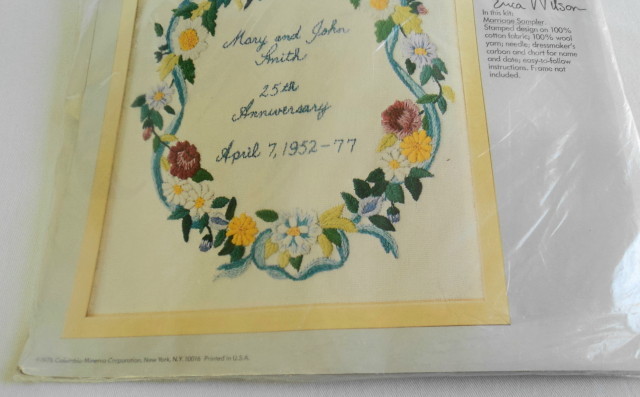 Mary and John
Smith
25th
Anniversary
April 7, 1952-77
Erica Wilson
In this kit:
Marriage Sampler
Stamped design on 100%
cotton fabric; 100% wool
yarn; needle; dressmaker's
carbon and chart for name
and date; easy-to-follow
instructions. Frame not
included.
Columbia Minerva Corporation, New York, N.Y. 10016 Printed in U.S.A.